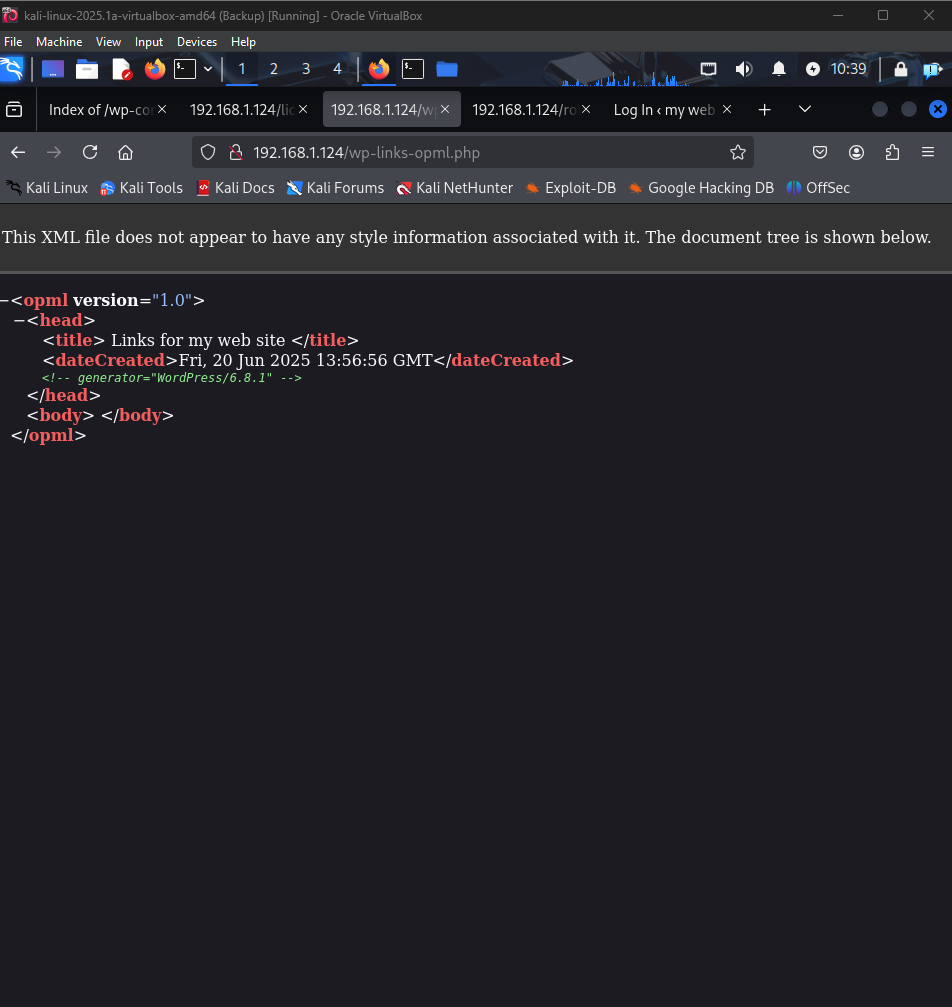 kali-linux-2025.1a-virtualbox-amd64 (Backup) [Running] - Oracle VirtualBox
File Machine View Input Devices Help
1 2 3 4 10:39
Index of /wp-co 192.168.1.124/lic 192.168.1.124/w 192.168.1.124/ro Log In ‹ my web
192.168.1.124/wp-links-opml.php
Kali Linux Kali Tools Kali Docs Kali Forums Kali NetHunter Exploit-DB Google Hacking DB OffSec
This XML file does not appear to have any style information associated with it. The document tree is shown below.
−<opml version="1.0">
−<head>
<title> Links for my web site </title>
<dateCreated>Fri, 20 Jun 2025 13:56:56 GMT</dateCreated>
<!-- generator="WordPress/6.8.1" -->
</head>
<body> </body>
</opml>